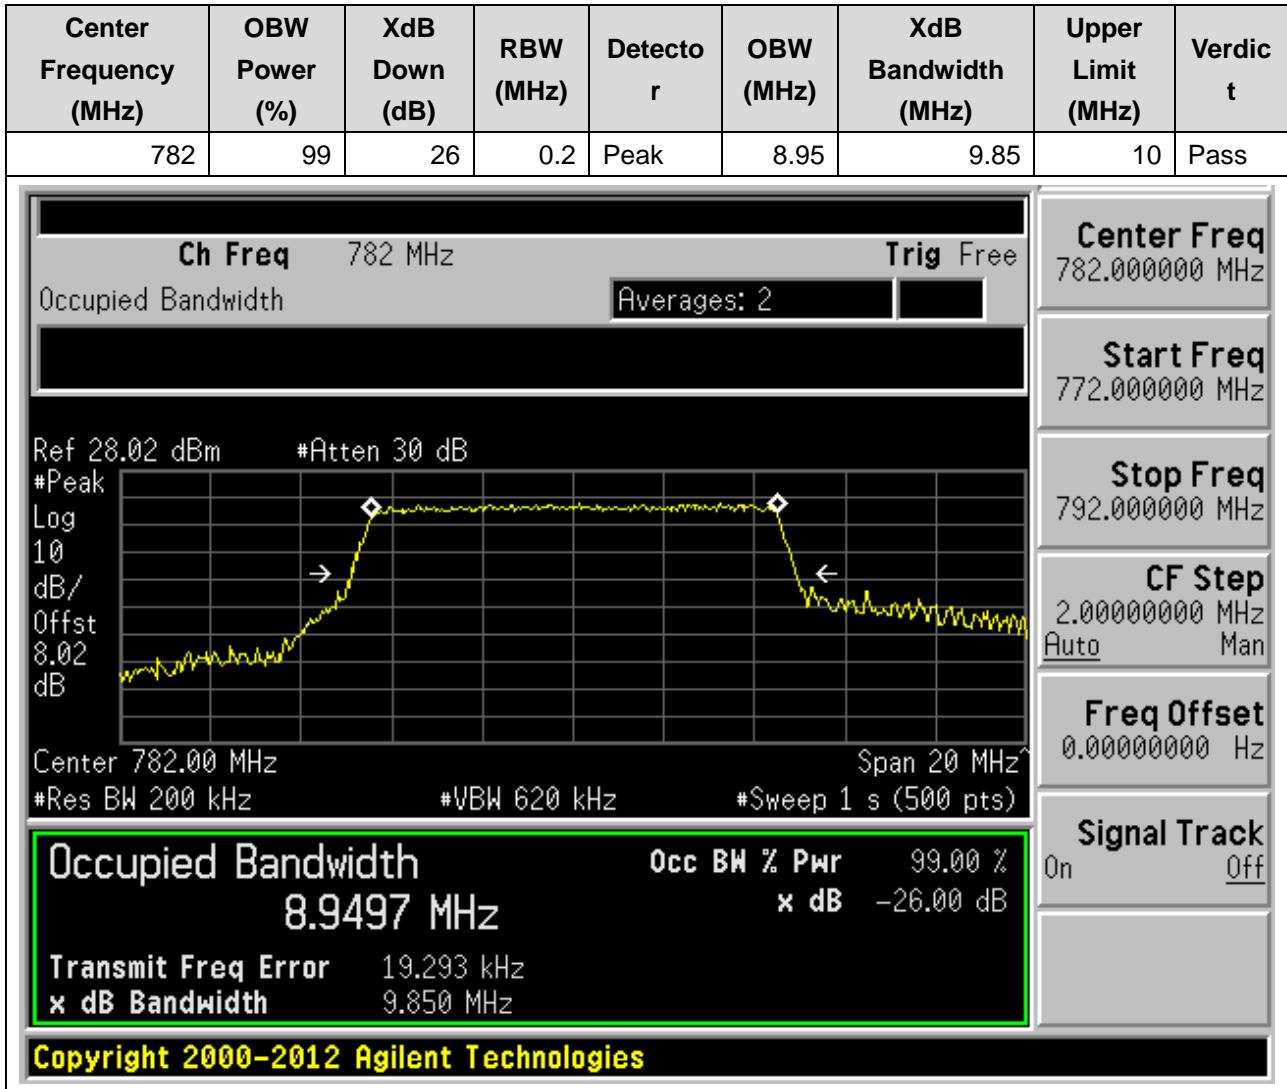 Center Frequency (MHz) OBW Power (%) XdB Down (dB) RBW (MHz) Detecto r OBW (MHz) XdB Bandwidth (MHz) Upper Limit (MHz) Verdic t
782 99 26 0.2 Peak 8.95 9.85 10 Pass
Ch Freq 782 MHz Trig Free
Occupied Bandwidth Averages: 2
Ref 28.02 dBm #Atten 30 dB
#Peak
Log
10
dB/
Offst
8.02
dB
Center 782.00 MHz Span 20 MHz^
#Res BW 200 kHz #VBW 620 kHz #Sweep 1 s (500 pts)
Occupied Bandwidth Occ BW % Pwr 99.00 %
8.9497 MHz x dB -26.00 dB
Transmit Freq Error 19.293 kHz
x dB Bandwidth 9.850 MHz
Copyright 2000-2012 Agilent Technologies
Center Freq
782.000000 MHz
Start Freq
772.000000 MHz
Stop Freq
792.000000 MHz
CF Step
2.00000000 MHz
Auto Man
Freq Offset
0.00000000 Hz
Signal Track
On Off